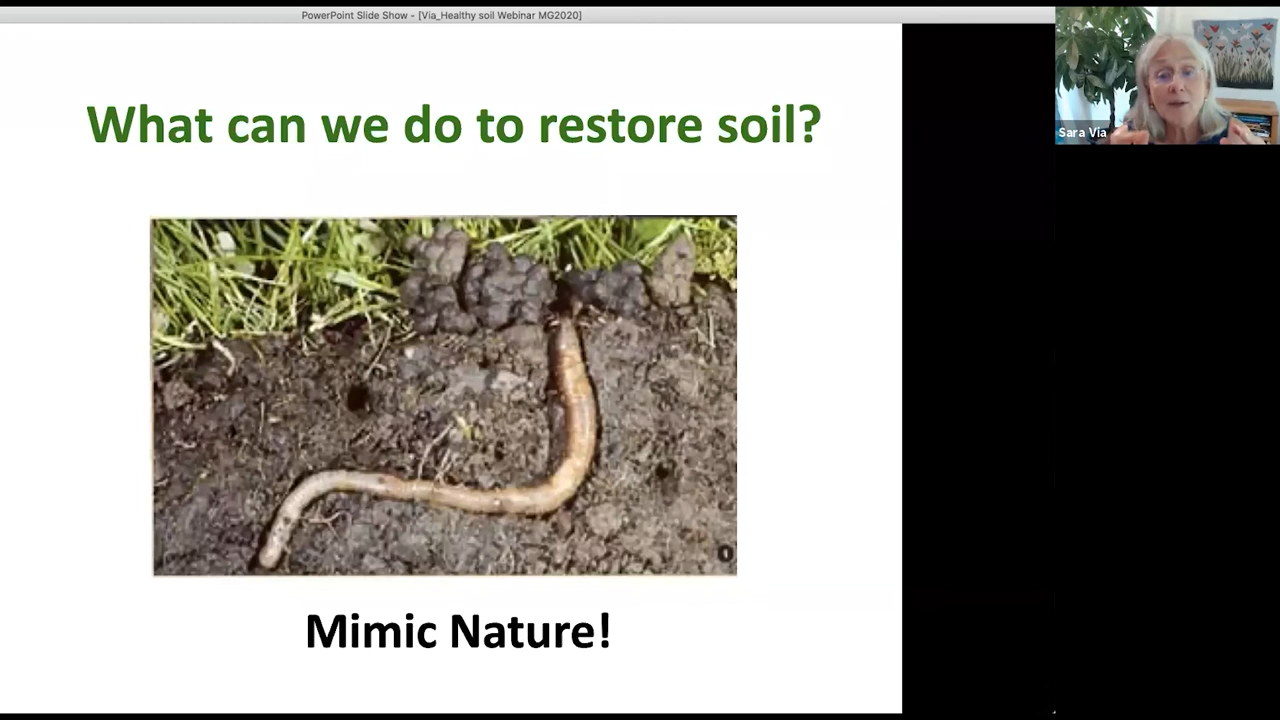 PowerPoint Slide Show - [Via_Healthy soil Webinar MG2020]
What can we do to restore soil?
Sara Via
Mimic Nature!